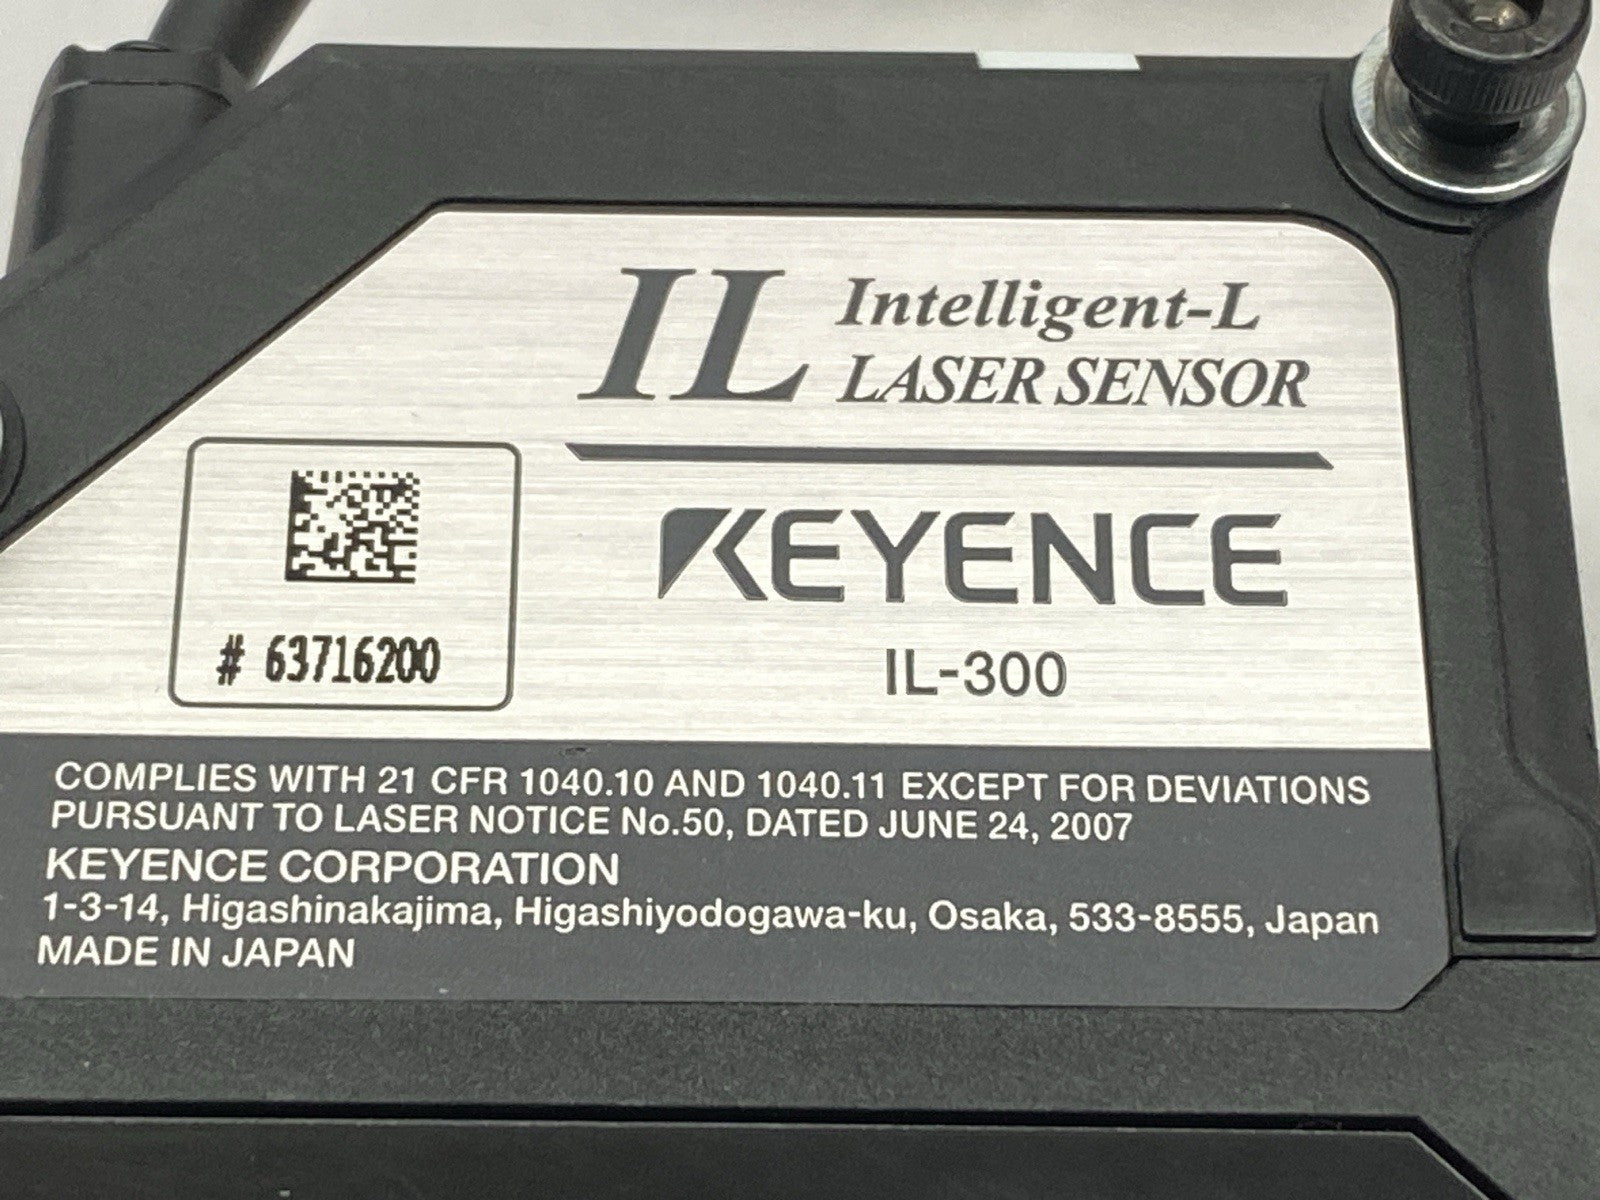 IL Intelligent-L
LASER SENSOR
KEYENCE
IL-300
# 63716200
COMPLIES WITH 21 CFR 1040.10 AND 1040.11 EXCEPT FOR DEVIATIONS
PURSUANT TO LASER NOTICE No.50, DATED JUNE 24, 2007
KEYENCE CORPORATION
1-3-14, Higashinakajima, Higashiyodogawa-ku, Osaka, 533-8555, Japan
MADE IN JAPAN